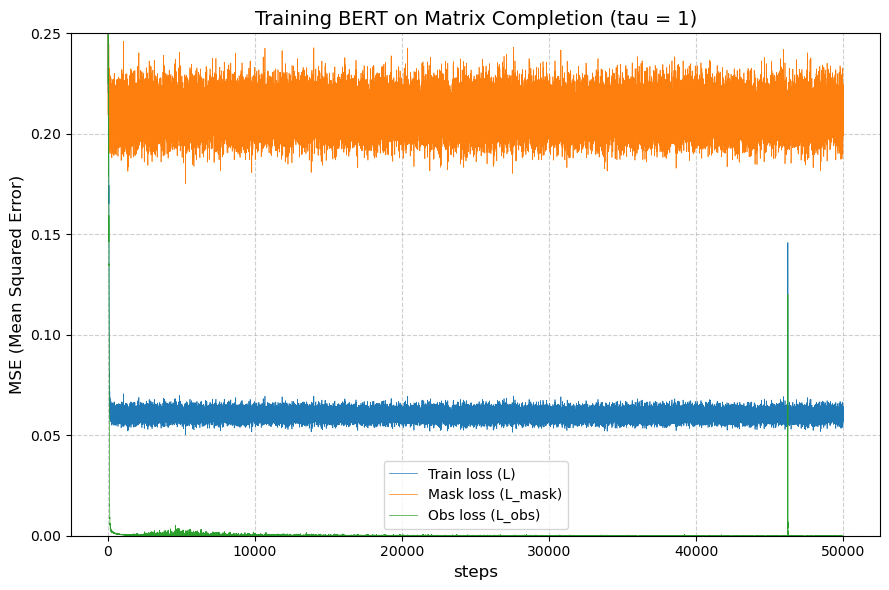 Training BERT on Matrix Completion (tau = 1)
MSE (Mean Squared Error)
0.25
0.20
0.15
0.10
0.05
0.00
Train loss (L)
Mask loss (L_mask)
Obs loss (L_obs)
0 10000 20000 30000 40000 50000
steps